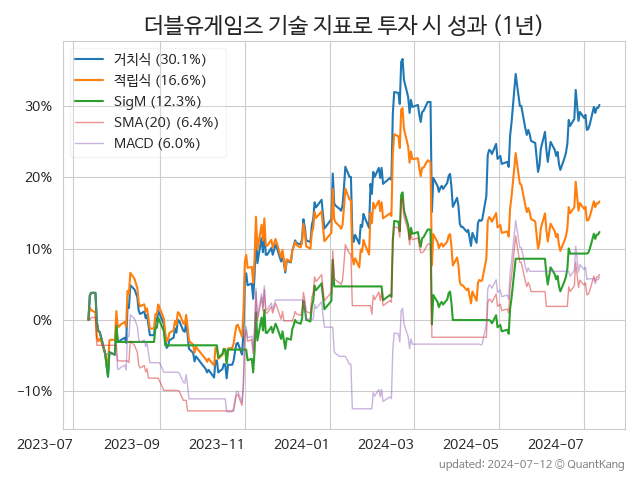 더블유게임즈 기술 지표로 투자 시 성과 (1년)
거치식 (30.1%)
적립식 (16.6%)
SigM (12.3%)
SMA(20) (6.4%)
MACD (6.0%)
30%
20%
10%
0%
−10%
2023-07 2023-09 2023-11 2024-01 2024-03 2024-05 2024-07
updated: 2024-07-12 © QuantKang